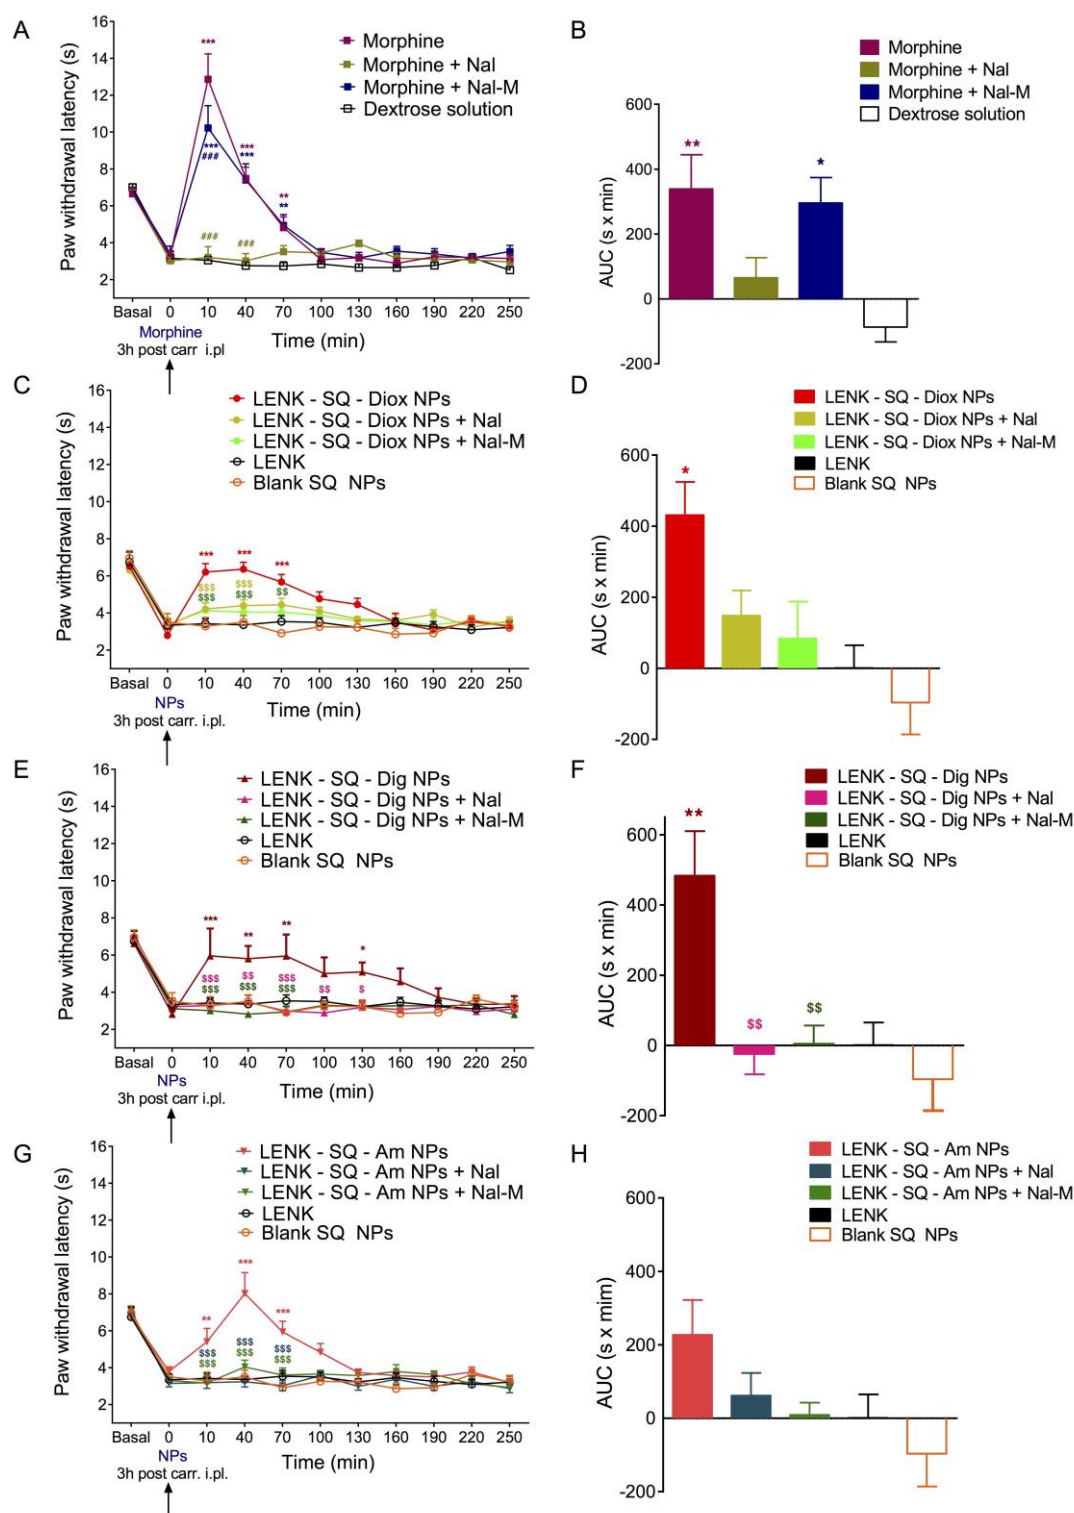 A
Paw withdrawal latency (s)
16
14
12
10
8
6
4
2
Morphine
Morphine + Nal
Morphine + Nal-M
Dextrose solution
***
***
###
***
***
**
**
###
###
Basal 0 10 40 70 100 130 160 190 220 250
Morphine
3h post carr i.pl
Time (min)
B
AUC (s x min)
600
400
200
0
-200
Morphine
Morphine + Nal
Morphine + Nal-M
Dextrose solution
**
*
C
Paw withdrawal latency (s)
16
14
12
10
8
6
4
2
LENK - SQ - Diox NPs
LENK - SQ - Diox NPs + Nal
LENK - SQ - Diox NPs + Nal-M
LENK
Blank SQ NPs
*** *** ***
$$$ $$$ $$
$$$ $$$
Basal 0 10 40 70 100 130 160 190 220 250
NPs
3h post carr. i.pl.
Time (min)
D
AUC (s x min)
600
400
200
0
-200
LENK - SQ - Diox NPs
LENK - SQ - Diox NPs + Nal
LENK - SQ - Diox NPs + Nal-M
LENK
Blank SQ NPs
*
E
Paw withdrawal latency (s)
16
14
12
10
8
6
4
2
LENK - SQ - Dig NPs
LENK - SQ - Dig NPs + Nal
LENK - SQ - Dig NPs + Nal-M
LENK
Blank SQ NPs
*** ** ** *
$$$ $$ $$$ $$ $
$$$ $$$ $$$
Basal 0 10 40 70 100 130 160 190 220 250
NPs
3h post carr i.pl.
Time (min)
F
AUC (s x min)
600
400
200
0
-200
LENK - SQ - Dig NPs
LENK - SQ - Dig NPs + Nal
LENK - SQ - Dig NPs + Nal-M
LENK
Blank SQ NPs
**
$$ $$
G
Paw withdrawal latency (s)
16
14
12
10
8
6
4
2
LENK - SQ - Am NPs
LENK - SQ - Am NPs + Nal
LENK - SQ - Am NPs + Nal-M
LENK
Blank SQ NPs
** *** ***
$$$ $$$ $$$
$$$ $$$ $$$
Basal 0 10 40 70 100 130 160 190 220 250
NPs
3h post carr. i.pl.
Time (min)
H
AUC (s x mim)
600
400
200
0
-200
LENK - SQ - Am NPs
LENK - SQ - Am NPs + Nal
LENK - SQ - Am NPs + Nal-M
LENK
Blank SQ NPs